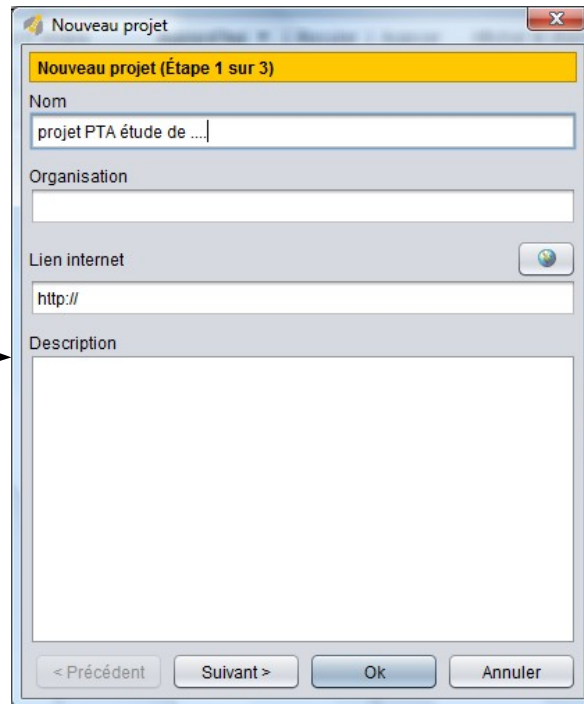 Nouveau projet
Nouveau projet (Étape 1 sur 3)
Nom
projet PTA étude de ....
Organisation
Lien internet
http://
Description
< Précédent Suivant > Ok Annuler